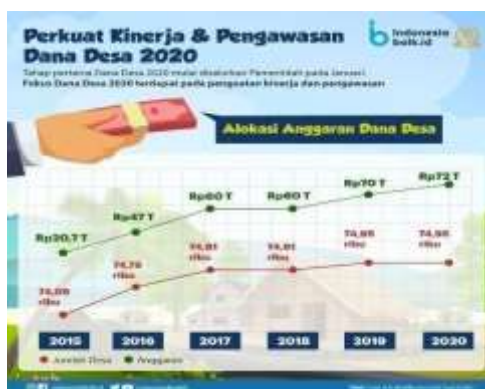 Perkuat Kinerja & Pengawasan
Dana Desa 2020
Indonesia
baik.id
Tahap pertama Dana Desa 2020 mulai disalurkan Pemerintah pada Januari.
Fokus Dana Desa 2020 terdapat pada penguatan kinerja dan pengawasan
Alokasi Anggaran Dana Desa
Rp20,7 T
Rp47 T
Rp60 T
Rp60 T
Rp70 T
Rp72 T
74,09
ribu
74,75
ribu
74,91
ribu
74,91
ribu
74,95
ribu
74,95
ribu
2015
2016
2017
2018
2019
2020
Jumlah Desa
Anggaran